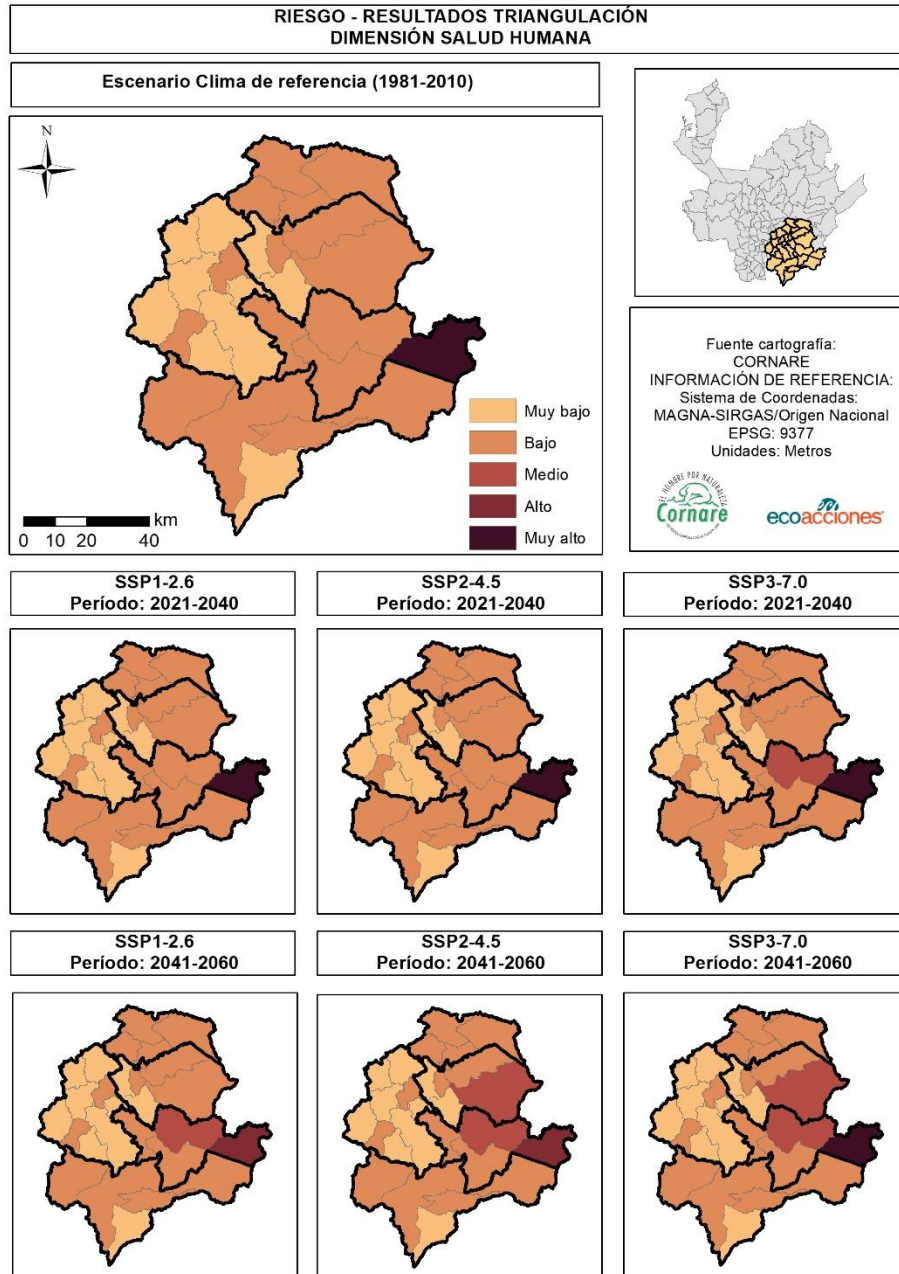 RIESGO - RESULTADOS TRIANGULACIÓN
DIMENSIÓN SALUD HUMANA
Escenario Clima de referencia (1981-2010)
N
Muy bajo
Bajo
Medio
Alto
Muy alto
km
0 10 20 40
Fuente cartografía:
CORNARE
INFORMACIÓN DE REFERENCIA:
Sistema de Coordenadas:
MAGNA-SIRGAS/Origen Nacional
EPSG: 9377
Unidades: Metros
EL HOMBRE POR NATURALEZA
Cornare
ecoacciones
SSP1-2.6
Período: 2021-2040
SSP2-4.5
Período: 2021-2040
SSP3-7.0
Período: 2021-2040
SSP1-2.6
Período: 2041-2060
SSP2-4.5
Período: 2041-2060
SSP3-7.0
Período: 2041-2060